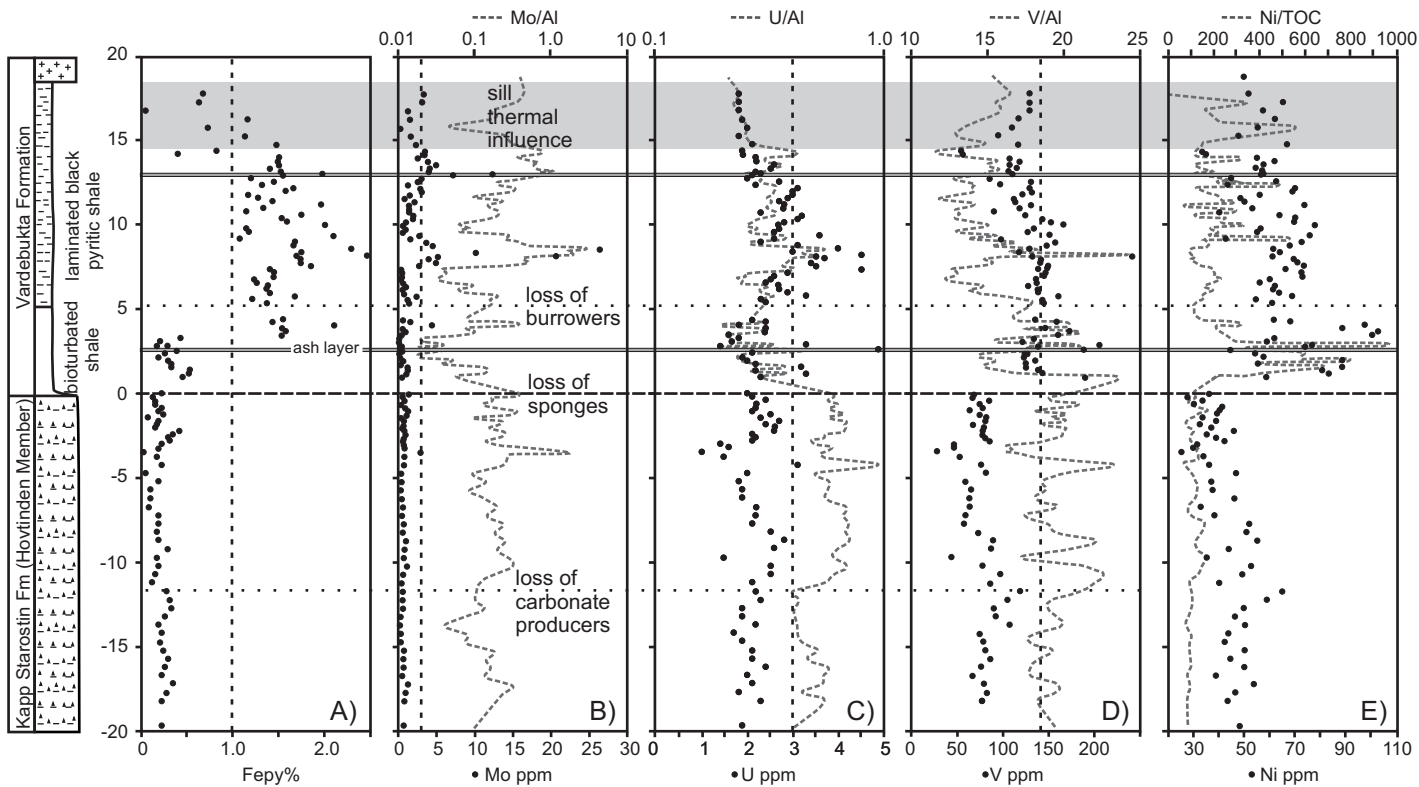 Mo/Al
U/Al
V/Al
Ni/TOC
0.01 0.1 1.0 10
0.1 1.0
10 15 20 25
0 200 400 600 800 1000
20
15
10
5
0
-5
-10
-15
-20
Vardebukta Formation
laminated black
pyritic shale
bioturbated
shale
Kapp Starostin Fm (Hovtinden Member)
sill
thermal
influence
loss of
burrowers
ash layer
loss of
sponges
loss of
carbonate
producers
A) B) C) D) E)
0 1.0 2.0
0 5 10 20 30
0 1 2 3 4 5
0 50 100 150 200
30 50 70 90 110
Fepy%
Mo ppm
U ppm
V ppm
Ni ppm